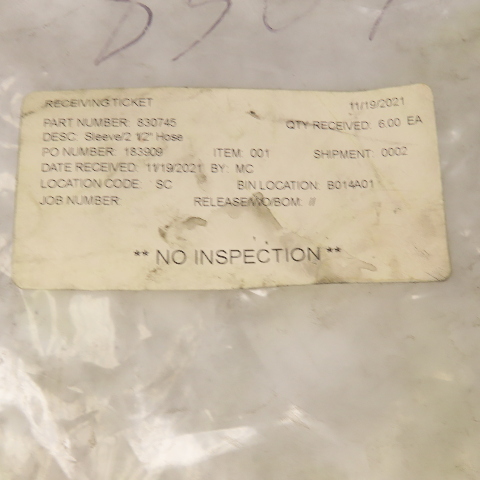 RECEIVING TICKET 11/19/2021
PART NUMBER: 830745 QTY RECEIVED: 6.00 EA
DESC: Sleeve/2 1/2" Hose
PO NUMBER: 183909 ITEM: 001 SHIPMENT: 0002
DATE RECEIVED: 11/19/2021 BY: MC
LOCATION CODE: SC BIN LOCATION: B014A01
JOB NUMBER: RELEASE/WO/BOM: //
** NO INSPECTION **